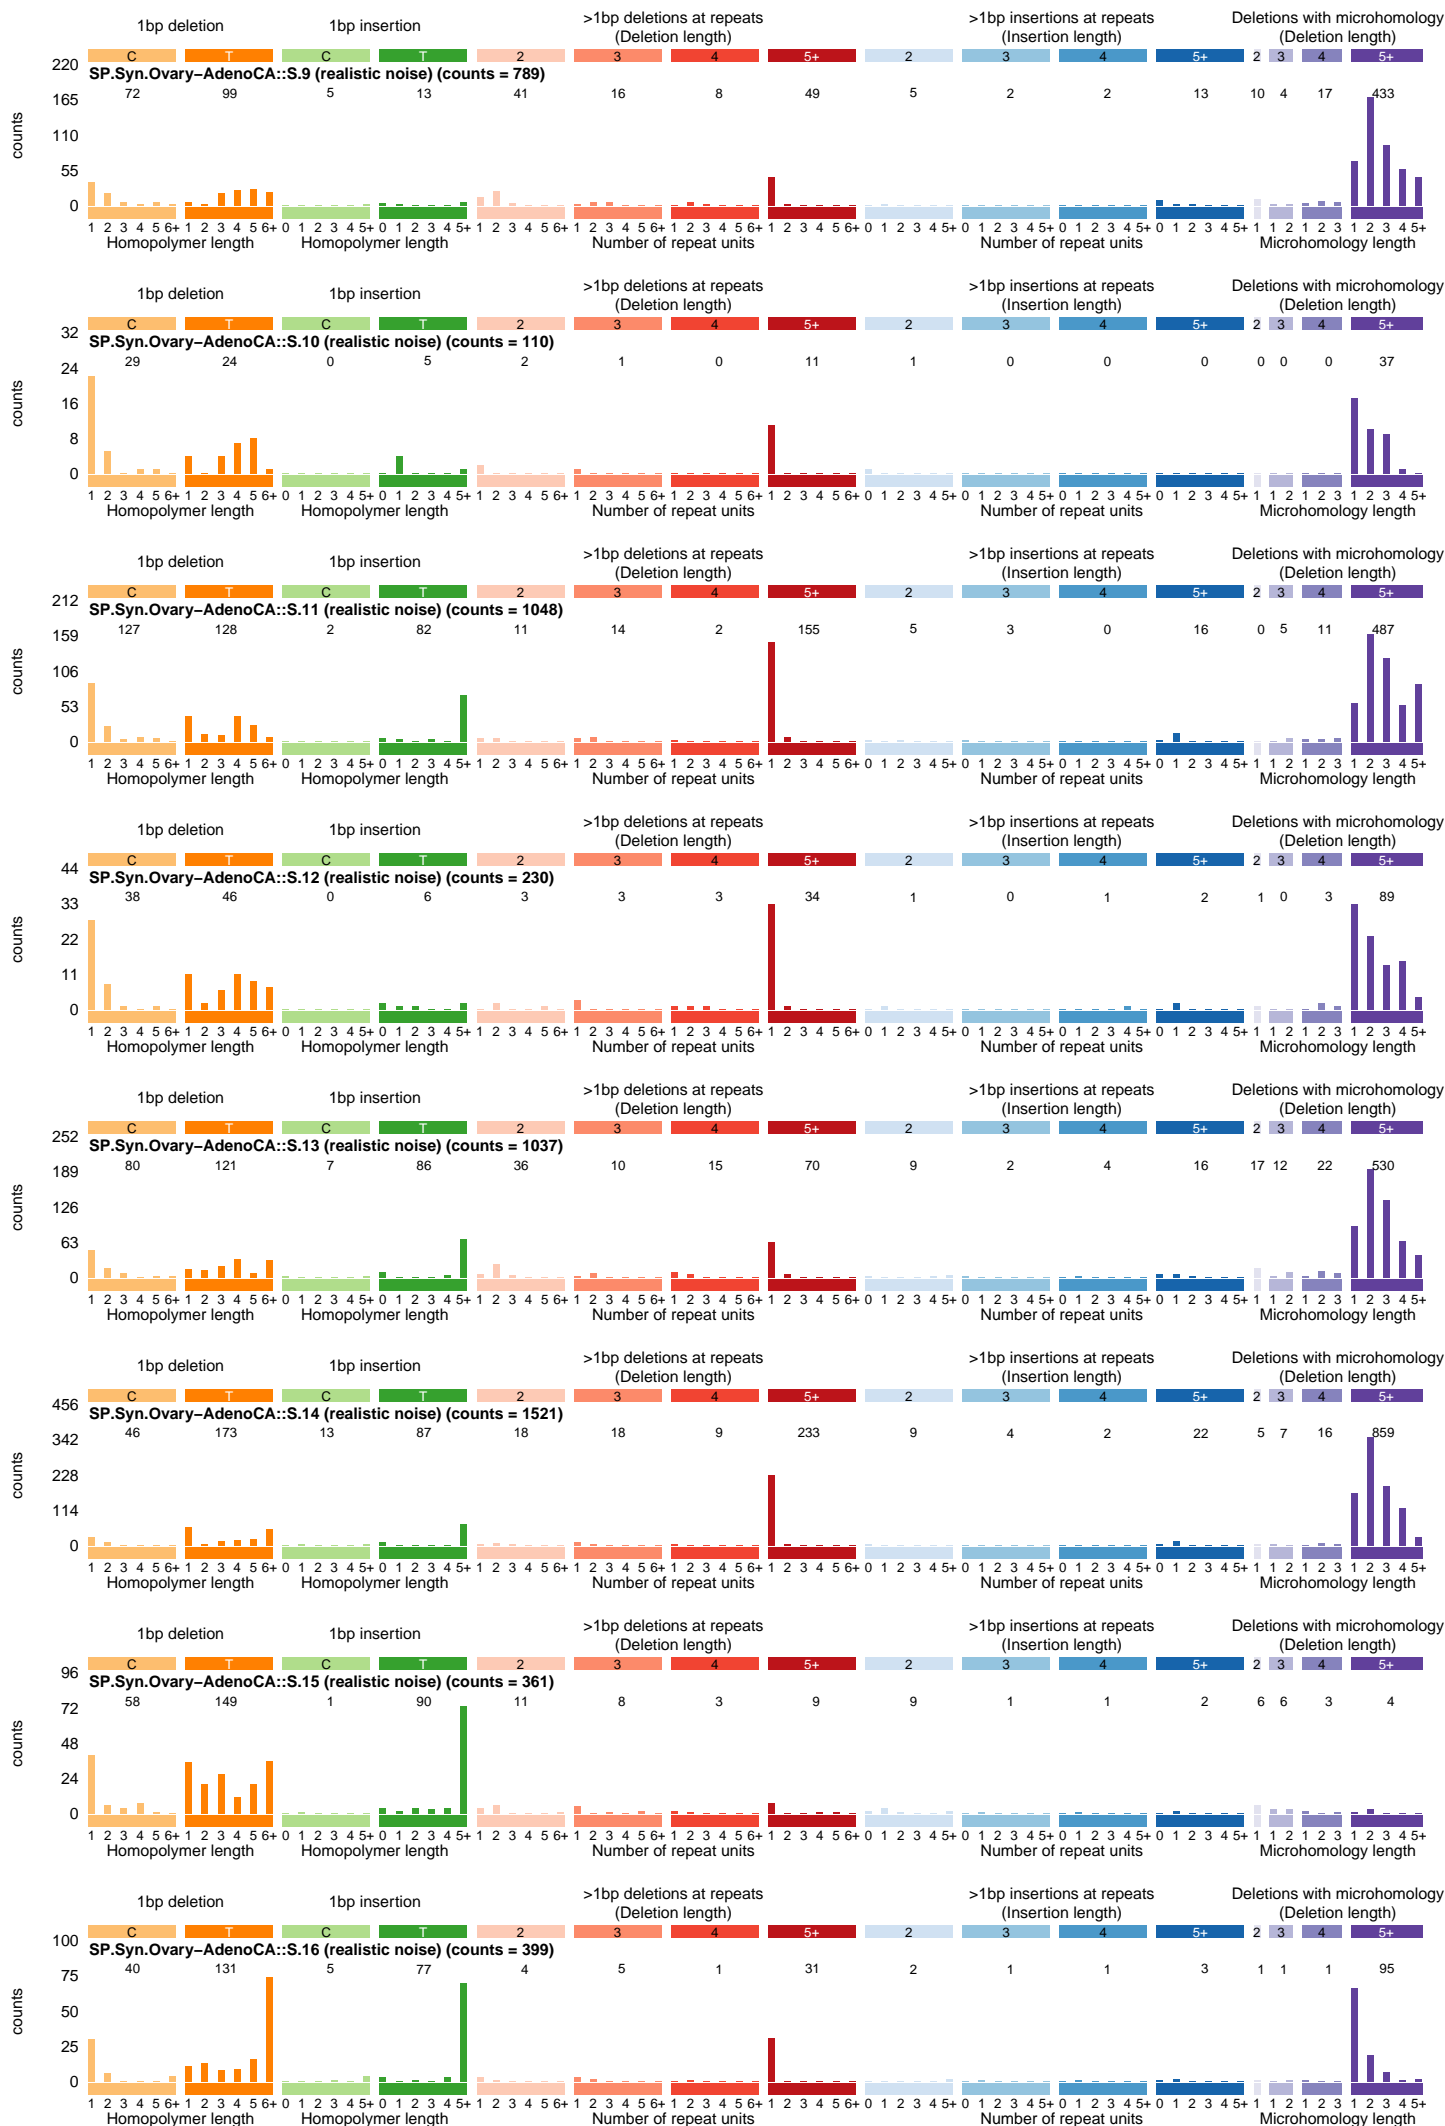 1bp deletion 1bp insertion >1bp deletions at repeats >1bp insertions at repeats Deletions with microhomology
(Deletion length) (Insertion length) (Deletion length)
C T C T 2 3 4 5+ 2 3 4 5+ 2 3 4 5+
220
SP.Syn.Ovary−AdenoCA::S.9 (realistic noise) (counts = 789)
72 99 5 13 41 16 8 49 5 2 2 13 10 4 17 433
165
110
55
0
counts
1 2 3 4 5 6+ 1 2 3 4 5 6+ 0 1 2 3 4 5+ 0 1 2 3 4 5+ 1 2 3 4 5 6+ 1 2 3 4 5 6+ 1 2 3 4 5 6+ 1 2 3 4 5 6+ 0 1 2 3 4 5+ 0 1 2 3 4 5+ 0 1 2 3 4 5+ 0 1 2 3 4 5+ 1 1 2 1 2 3 1 2 3 4 5+
Homopolymer length Homopolymer length Number of repeat units Number of repeat units Microhomology length
1bp deletion 1bp insertion >1bp deletions at repeats >1bp insertions at repeats Deletions with microhomology
(Deletion length) (Insertion length) (Deletion length)
C T C T 2 3 4 5+ 2 3 4 5+ 2 3 4 5+
32
SP.Syn.Ovary−AdenoCA::S.10 (realistic noise) (counts = 110)
29 24 0 5 2 1 0 11 1 0 0 0 0 0 0 37
24
16
8
0
counts
1 2 3 4 5 6+ 1 2 3 4 5 6+ 0 1 2 3 4 5+ 0 1 2 3 4 5+ 1 2 3 4 5 6+ 1 2 3 4 5 6+ 1 2 3 4 5 6+ 1 2 3 4 5 6+ 0 1 2 3 4 5+ 0 1 2 3 4 5+ 0 1 2 3 4 5+ 0 1 2 3 4 5+ 1 1 2 1 2 3 1 2 3 4 5+
Homopolymer length Homopolymer length Number of repeat units Number of repeat units Microhomology length
1bp deletion 1bp insertion >1bp deletions at repeats >1bp insertions at repeats Deletions with microhomology
(Deletion length) (Insertion length) (Deletion length)
C T C T 2 3 4 5+ 2 3 4 5+ 2 3 4 5+
212
SP.Syn.Ovary−AdenoCA::S.11 (realistic noise) (counts = 1048)
127 128 2 82 11 14 2 155 5 3 0 16 0 5 11 487
159
106
53
0
counts
1 2 3 4 5 6+ 1 2 3 4 5 6+ 0 1 2 3 4 5+ 0 1 2 3 4 5+ 1 2 3 4 5 6+ 1 2 3 4 5 6+ 1 2 3 4 5 6+ 1 2 3 4 5 6+ 0 1 2 3 4 5+ 0 1 2 3 4 5+ 0 1 2 3 4 5+ 0 1 2 3 4 5+ 1 1 2 1 2 3 1 2 3 4 5+
Homopolymer length Homopolymer length Number of repeat units Number of repeat units Microhomology length
1bp deletion 1bp insertion >1bp deletions at repeats >1bp insertions at repeats Deletions with microhomology
(Deletion length) (Insertion length) (Deletion length)
C T C T 2 3 4 5+ 2 3 4 5+ 2 3 4 5+
44
SP.Syn.Ovary−AdenoCA::S.12 (realistic noise) (counts = 230)
38 46 0 6 3 3 3 34 1 0 1 2 1 0 3 89
33
22
11
0
counts
1 2 3 4 5 6+ 1 2 3 4 5 6+ 0 1 2 3 4 5+ 0 1 2 3 4 5+ 1 2 3 4 5 6+ 1 2 3 4 5 6+ 1 2 3 4 5 6+ 1 2 3 4 5 6+ 0 1 2 3 4 5+ 0 1 2 3 4 5+ 0 1 2 3 4 5+ 0 1 2 3 4 5+ 1 1 2 1 2 3 1 2 3 4 5+
Homopolymer length Homopolymer length Number of repeat units Number of repeat units Microhomology length
1bp deletion 1bp insertion >1bp deletions at repeats >1bp insertions at repeats Deletions with microhomology
(Deletion length) (Insertion length) (Deletion length)
C T C T 2 3 4 5+ 2 3 4 5+ 2 3 4 5+
252
SP.Syn.Ovary−AdenoCA::S.13 (realistic noise) (counts = 1037)
80 121 7 86 36 10 15 70 9 2 4 16 17 12 22 530
189
126
63
0
counts
1 2 3 4 5 6+ 1 2 3 4 5 6+ 0 1 2 3 4 5+ 0 1 2 3 4 5+ 1 2 3 4 5 6+ 1 2 3 4 5 6+ 1 2 3 4 5 6+ 1 2 3 4 5 6+ 0 1 2 3 4 5+ 0 1 2 3 4 5+ 0 1 2 3 4 5+ 0 1 2 3 4 5+ 1 1 2 1 2 3 1 2 3 4 5+
Homopolymer length Homopolymer length Number of repeat units Number of repeat units Microhomology length
1bp deletion 1bp insertion >1bp deletions at repeats >1bp insertions at repeats Deletions with microhomology
(Deletion length) (Insertion length) (Deletion length)
C T C T 2 3 4 5+ 2 3 4 5+ 2 3 4 5+
456
SP.Syn.Ovary−AdenoCA::S.14 (realistic noise) (counts = 1521)
46 173 13 87 18 18 9 233 9 4 2 22 5 7 16 859
342
228
114
0
counts
1 2 3 4 5 6+ 1 2 3 4 5 6+ 0 1 2 3 4 5+ 0 1 2 3 4 5+ 1 2 3 4 5 6+ 1 2 3 4 5 6+ 1 2 3 4 5 6+ 1 2 3 4 5 6+ 0 1 2 3 4 5+ 0 1 2 3 4 5+ 0 1 2 3 4 5+ 0 1 2 3 4 5+ 1 1 2 1 2 3 1 2 3 4 5+
Homopolymer length Homopolymer length Number of repeat units Number of repeat units Microhomology length
1bp deletion 1bp insertion >1bp deletions at repeats >1bp insertions at repeats Deletions with microhomology
(Deletion length) (Insertion length) (Deletion length)
C T C T 2 3 4 5+ 2 3 4 5+ 2 3 4 5+
96
SP.Syn.Ovary−AdenoCA::S.15 (realistic noise) (counts = 361)
58 149 1 90 11 8 3 9 9 1 1 2 6 6 3 4
72
48
24
0
counts
1 2 3 4 5 6+ 1 2 3 4 5 6+ 0 1 2 3 4 5+ 0 1 2 3 4 5+ 1 2 3 4 5 6+ 1 2 3 4 5 6+ 1 2 3 4 5 6+ 1 2 3 4 5 6+ 0 1 2 3 4 5+ 0 1 2 3 4 5+ 0 1 2 3 4 5+ 0 1 2 3 4 5+ 1 1 2 1 2 3 1 2 3 4 5+
Homopolymer length Homopolymer length Number of repeat units Number of repeat units Microhomology length
1bp deletion 1bp insertion >1bp deletions at repeats >1bp insertions at repeats Deletions with microhomology
(Deletion length) (Insertion length) (Deletion length)
C T C T 2 3 4 5+ 2 3 4 5+ 2 3 4 5+
100
SP.Syn.Ovary−AdenoCA::S.16 (realistic noise) (counts = 399)
40 131 5 77 4 5 1 31 2 1 1 3 1 1 1 95
75
50
25
0
counts
1 2 3 4 5 6+ 1 2 3 4 5 6+ 0 1 2 3 4 5+ 0 1 2 3 4 5+ 1 2 3 4 5 6+ 1 2 3 4 5 6+ 1 2 3 4 5 6+ 1 2 3 4 5 6+ 0 1 2 3 4 5+ 0 1 2 3 4 5+ 0 1 2 3 4 5+ 0 1 2 3 4 5+ 1 1 2 1 2 3 1 2 3 4 5+
Homopolymer length Homopolymer length Number of repeat units Number of repeat units Microhomology length